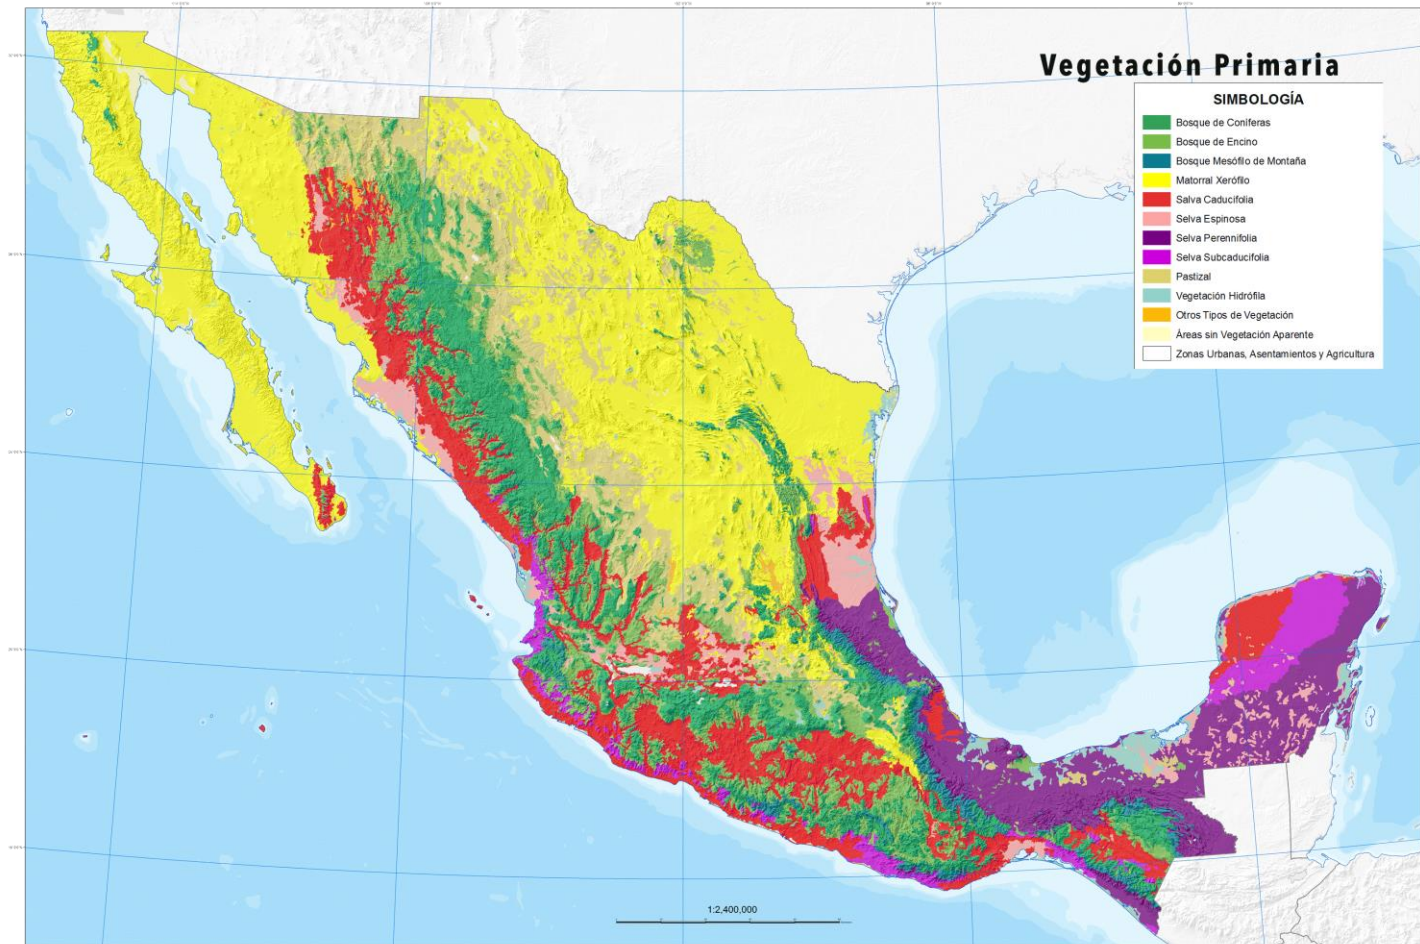 Vegetación Primaria
SIMBOLOGÍA
Bosque de Coníferas
Bosque de Encino
Bosque Mesófilo de Montaña
Matorral Xerófilo
Salva Caducifolia
Selva Espinosa
Selva Perennifolia
Selva Subcaducifolia
Pastizal
Vegetación Hidrófila
Otros Tipos de Vegetación
Áreas sin Vegetación Aparente
Zonas Urbanas, Asentamientos y Agricultura
1:2,400,000